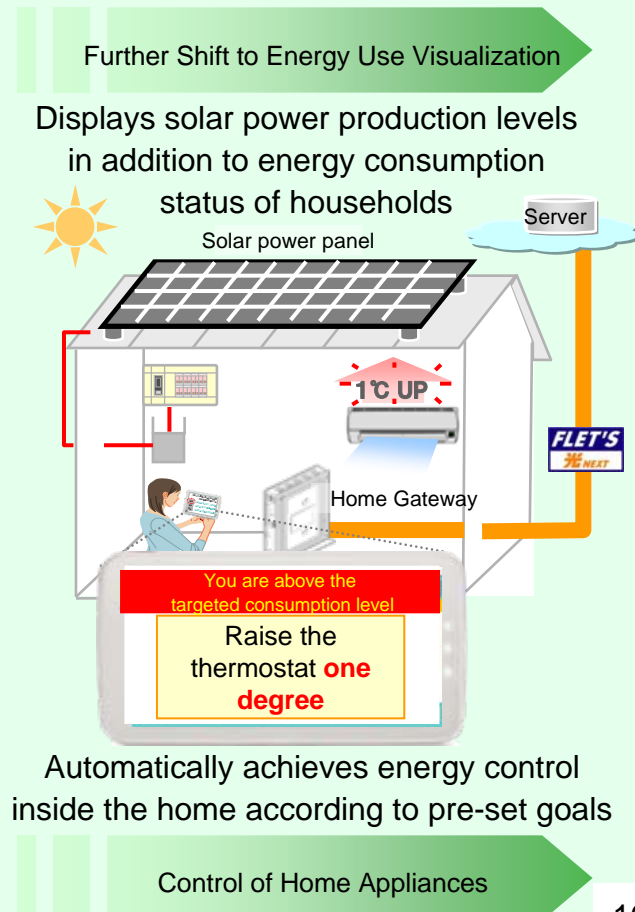 Further Shift to Energy Use Visualization
Displays solar power production levels
in addition to energy consumption
status of households
Server
Solar power panel
1℃ UP
FLET'S
光 NEXT
Home Gateway
You are above the
targeted consumption level
Raise the
thermostat one
degree
Automatically achieves energy control
inside the home according to pre-set goals
Control of Home Appliances